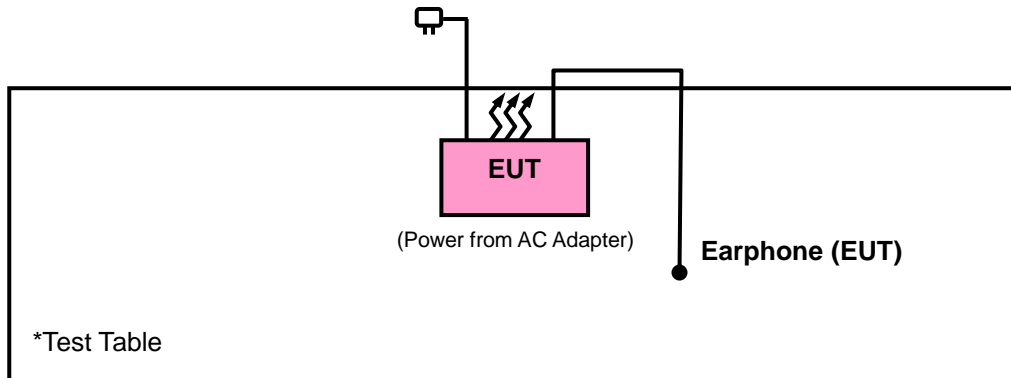 EUT
(Power from AC Adapter)
Earphone (EUT)
*Test Table